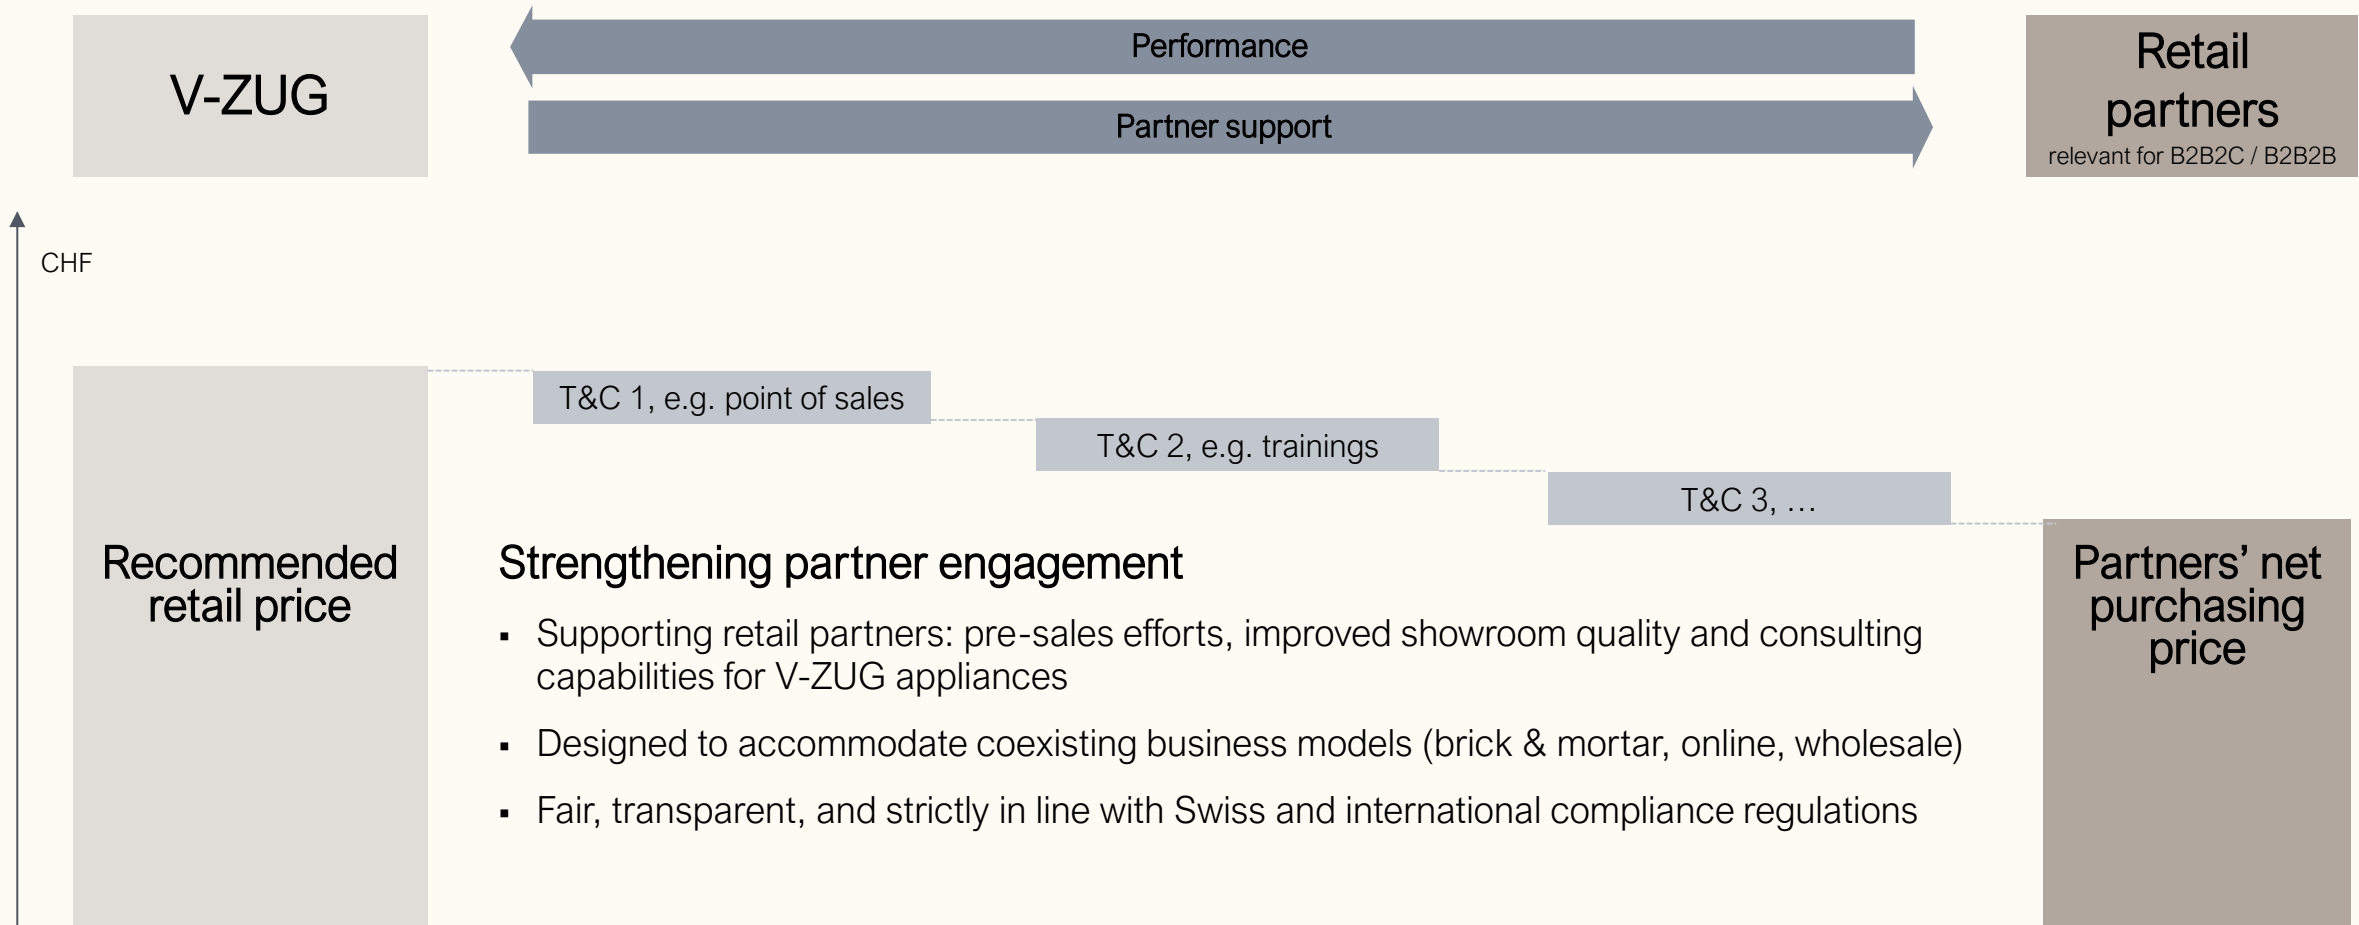 V-ZUG
Performance
Partner support
Retail
partners
relevant for B2B2C / B2B2B
CHF
T&C 1, e.g. point of sales
T&C 2, e.g. trainings
T&C 3, …
Recommended
retail price
Strengthening partner engagement
▪ Supporting retail partners: pre-sales efforts, improved showroom quality and consulting
capabilities for V-ZUG appliances
▪ Designed to accommodate coexisting business models (brick & mortar, online, wholesale)
▪ Fair, transparent, and strictly in line with Swiss and international compliance regulations
Partners’ net
purchasing
price